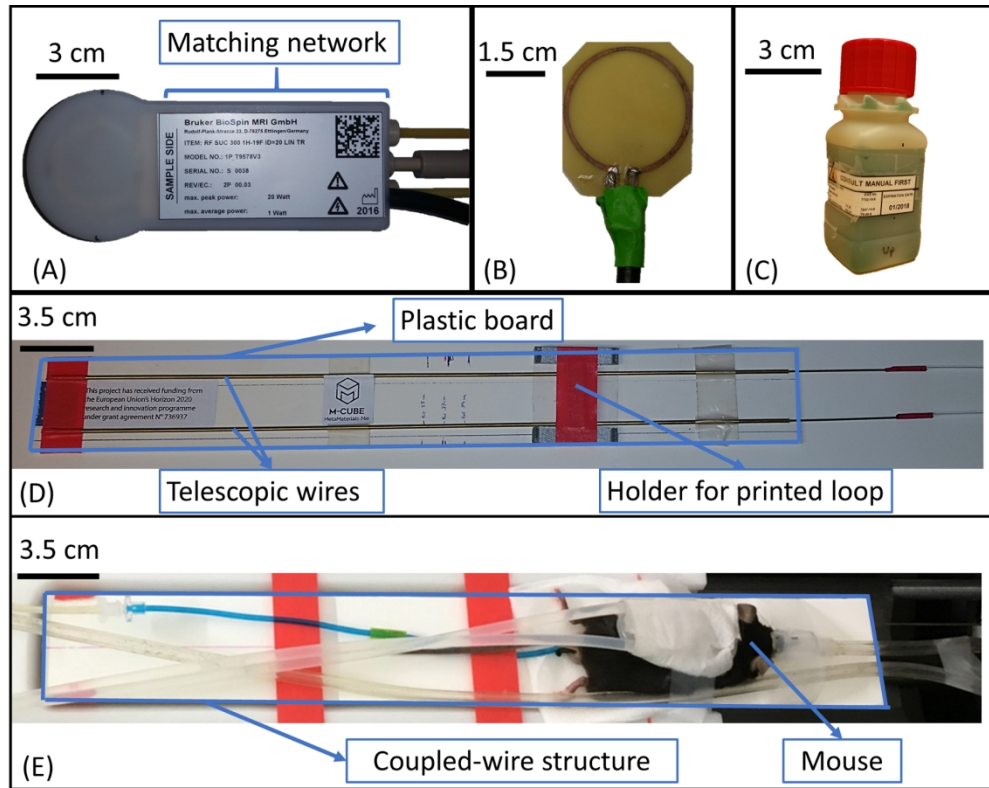 3 cm
Matching network
SAMPLE SIDE
Bruker BioSpin MRI GmbH
Rudolf-Plank-Strasse 23, D-76275 Ettlingen/Germany
ITEM: RF SUC 300 1H-19F ID=20 LIN TR
MODEL NO.: 1P T9578V3
SERIAL NO.: S 0038
REV/EC.: 2P 00.03
max. peak power: 20 Watt
max. average power: 1 Watt
2016
(A)
1.5 cm
(B)
3 cm
CONSULT MANUAL FIRST
01/2018
up
(C)
3.5 cm
Plastic board
This project has received funding from
the European Union's Horizon 2020
research and innovation programme
under grant agreement N° 736937
M-CUBE
MetaMaterials MRI
Telescopic wires
Holder for printed loop
(D)
3.5 cm
Coupled-wire structure
Mouse
(E)